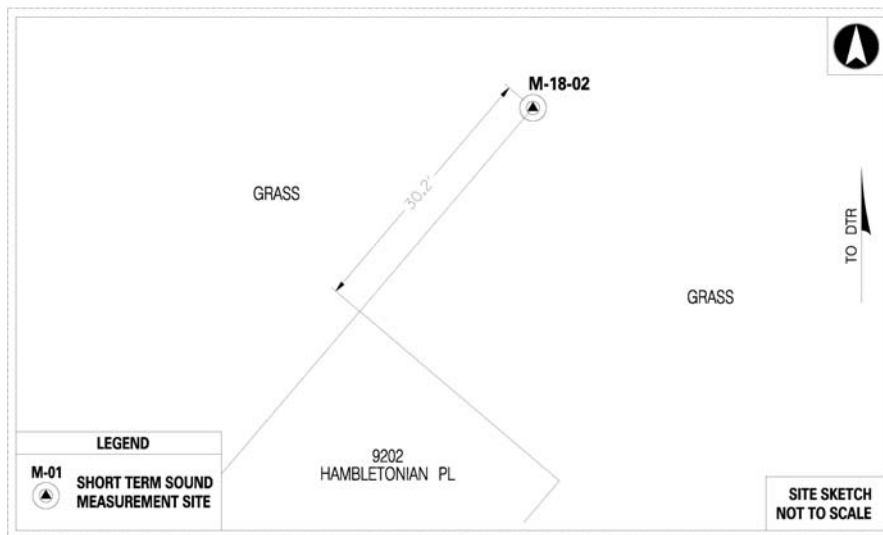 M-18-02
30.2'
GRASS
TO DTR
GRASS
9202
HAMBLETONIAN PL
LEGEND
M-01
SHORT TERM SOUND
MEASUREMENT SITE
SITE SKETCH
NOT TO SCALE